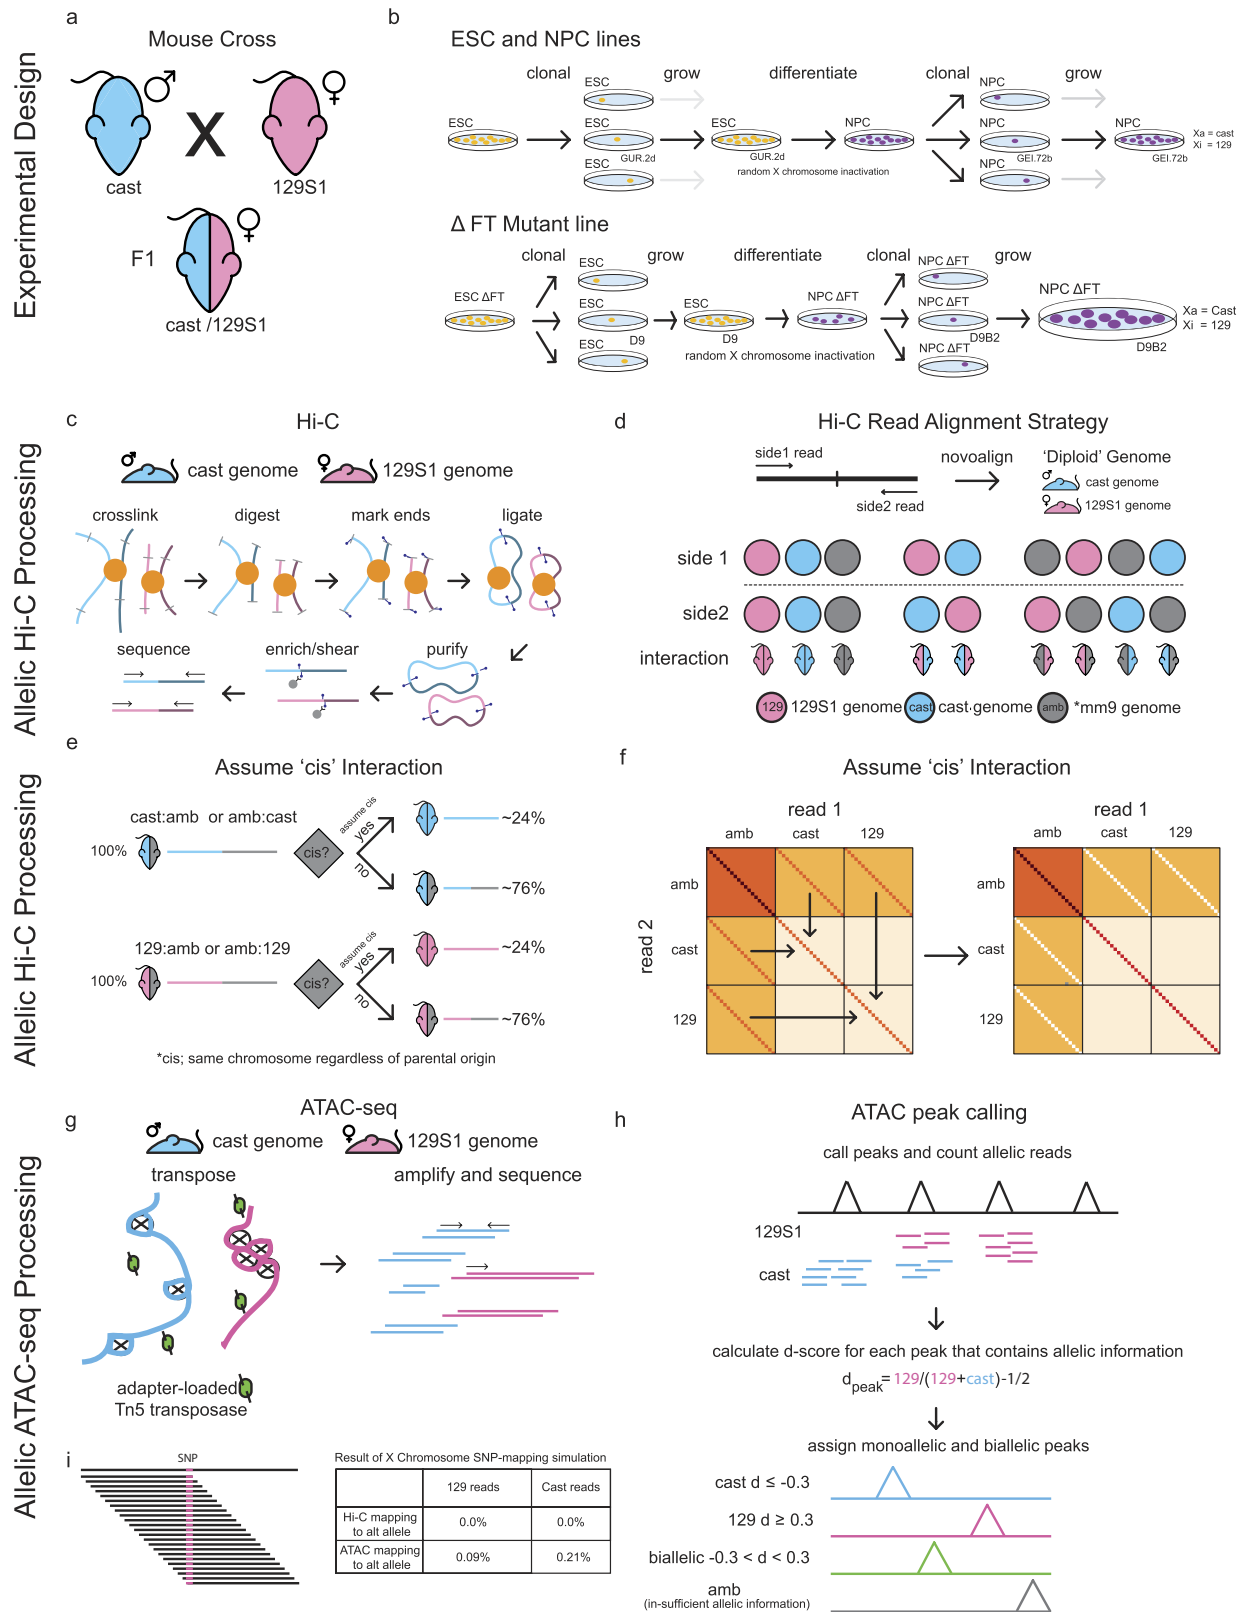 Experimental Design
a
Mouse Cross
cast
X
129S1
F1
cast /129S1
b
ESC and NPC lines
clonal
grow
differentiate
clonal
grow
ESC
ESC
ESC
ESC
GUR.2d
ESC
GUR.2d
NPC
random X chromosome inactivation
NPC
NPC
GEI.72b
NPC
NPC
GEI.72b
Xa = cast
Xi = 129
Δ FT Mutant line
clonal
grow
differentiate
clonal
grow
ESC ΔFT
ESC
ESC
D9
ESC
ESC
D9
NPC ΔFT
random X chromosome inactivation
NPC ΔFT
NPC ΔFT
D9B2
NPC ΔFT
NPC ΔFT
D9B2
Xa = Cast
Xi = 129
Allelic Hi-C Processing
c
Hi-C
cast genome
129S1 genome
crosslink
digest
mark ends
ligate
sequence
enrich/shear
purify
d
Hi-C Read Alignment Strategy
side1 read
side2 read
novoalign
'Diploid' Genome
cast genome
129S1 genome
side 1
side2
interaction
129
129S1 genome
cast
cast genome
amb
*mm9 genome
Allelic Hi-C Processing
e
Assume 'cis' Interaction
cast:amb or amb:cast
100%
cis?
assume cis
yes
no
~24%
~76%
129:amb or amb:129
100%
cis?
assume cis
yes
no
~24%
~76%
*cis; same chromosome regardless of parental origin
f
Assume 'cis' Interaction
read 1
amb
cast
129
read 2
amb
cast
129
read 1
amb
cast
129
amb
cast
129
Allelic ATAC-seq Processing
g
ATAC-seq
cast genome
129S1 genome
transpose
amplify and sequence
adapter-loaded
Tn5 transposase
h
ATAC peak calling
call peaks and count allelic reads
129S1
cast
calculate d-score for each peak that contains allelic information
dpeak= 129/(129+cast)-1/2
assign monoallelic and biallelic peaks
cast d ≤ -0.3
129 d ≥ 0.3
biallelic -0.3 < d < 0.3
amb
(in-sufficient allelic information)
i
SNP
Result of X Chromosome SNP-mapping simulation
129 reads
Cast reads
Hi-C mapping
to alt allele
0.0%
0.0%
ATAC mapping
to alt allele
0.09%
0.21%